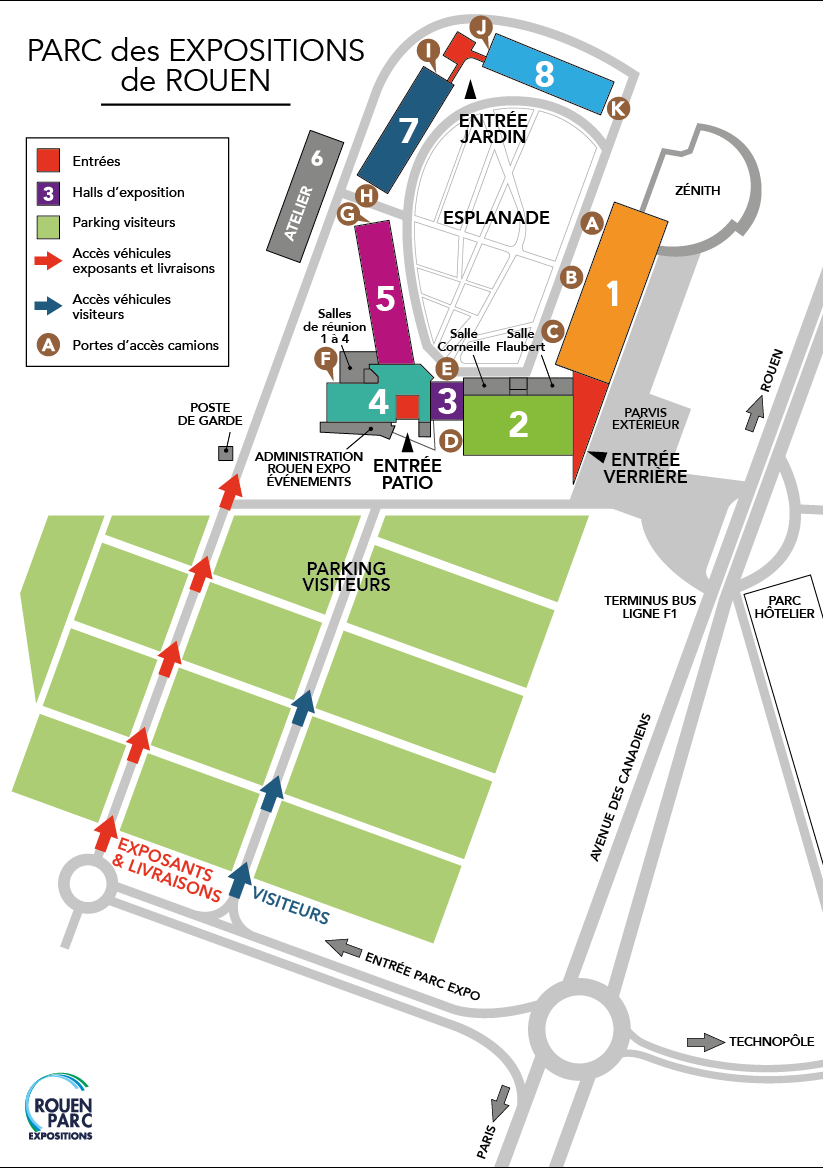 PARC des EXPOSITIONS
de ROUEN
Entrées
3
Halls d'exposition
Parking visiteurs
Accès véhicules
exposants et livraisons
Accès véhicules
visiteurs
A
Portes d'accès camions
J
I
8
K
7
ENTRÉE
JARDIN
6
ATELIER
H
G
ESPLANADE
ZÉNITH
A
B
1
C
5
Salles
de réunion
1 à 4
F
Salle
Corneille
Salle
Flaubert
E
4
3
2
D
POSTE
DE GARDE
ADMINISTRATION
ROUEN EXPO
ÉVÉNEMENTS
ENTRÉE
PATIO
PARVIS
EXTÉRIEUR
ENTRÉE
VERRIÈRE
ROUEN
PARKING
VISITEURS
TERMINUS BUS
LIGNE F1
PARC
HÔTELIER
AVENUE DES CANADIENS
EXPOSANTS
& LIVRAISONS
VISITEURS
ENTRÉE PARC EXPO
TECHNOPÔLE
PARIS
ROUEN
PARC
EXPOSITIONS